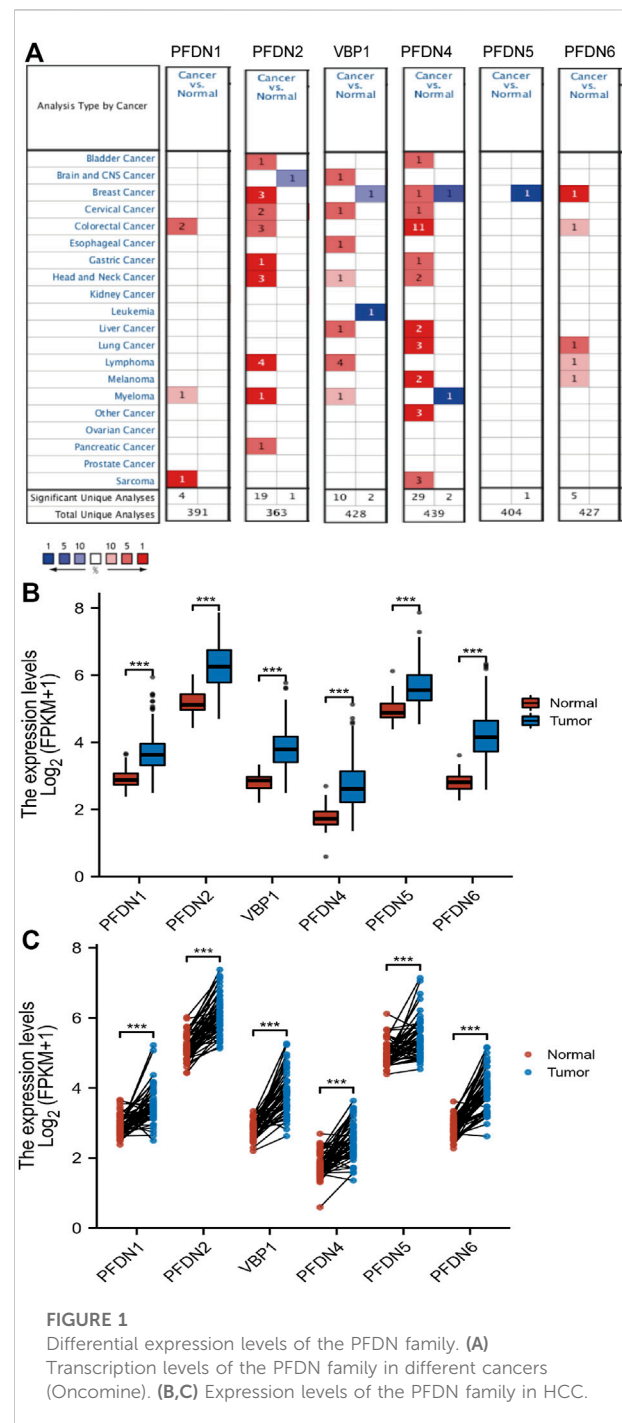 A
PFDN1 PFDN2 VBP1 PFDN4 PFDN5 PFDN6
Analysis Type by Cancer
Cancer vs. Normal Cancer vs. Normal Cancer vs. Normal Cancer vs. Normal Cancer vs. Normal Cancer vs. Normal
Bladder Cancer 1 1
Brain and CNS Cancer 1 1
Breast Cancer 3 1 1 1 1 1
Cervical Cancer 2 1 1
Colorectal Cancer 2 3 11 1
Esophageal Cancer 1
Gastric Cancer 1 1
Head and Neck Cancer 3 1 2
Kidney Cancer
Leukemia 1
Liver Cancer 1 2
Lung Cancer 3 1
Lymphoma 4 4 1
Melanoma 2 1
Myeloma 1 1 1 1
Other Cancer 3
Ovarian Cancer
Pancreatic Cancer 1
Prostate Cancer
Sarcoma 1 3
Significant Unique Analyses 4 19 1 10 2 29 2 1 5
Total Unique Analyses 391 363 428 439 404 427
1 5 10 10 5 1
%
B
The expression levels
Log2 (FPKM+1)
8
6
4
2
0
*** *** *** *** *** ***
Normal
Tumor
PFDN1 PFDN2 VBP1 PFDN4 PFDN5 PFDN6
C
The expression levels
Log2 (FPKM+1)
8
6
4
2
0
*** *** *** *** *** ***
Normal
Tumor
PFDN1 PFDN2 VBP1 PFDN4 PFDN5 PFDN6
FIGURE 1
Differential expression levels of the PFDN family. (A)
Transcription levels of the PFDN family in different cancers
(Oncomine). (B,C) Expression levels of the PFDN family in HCC.